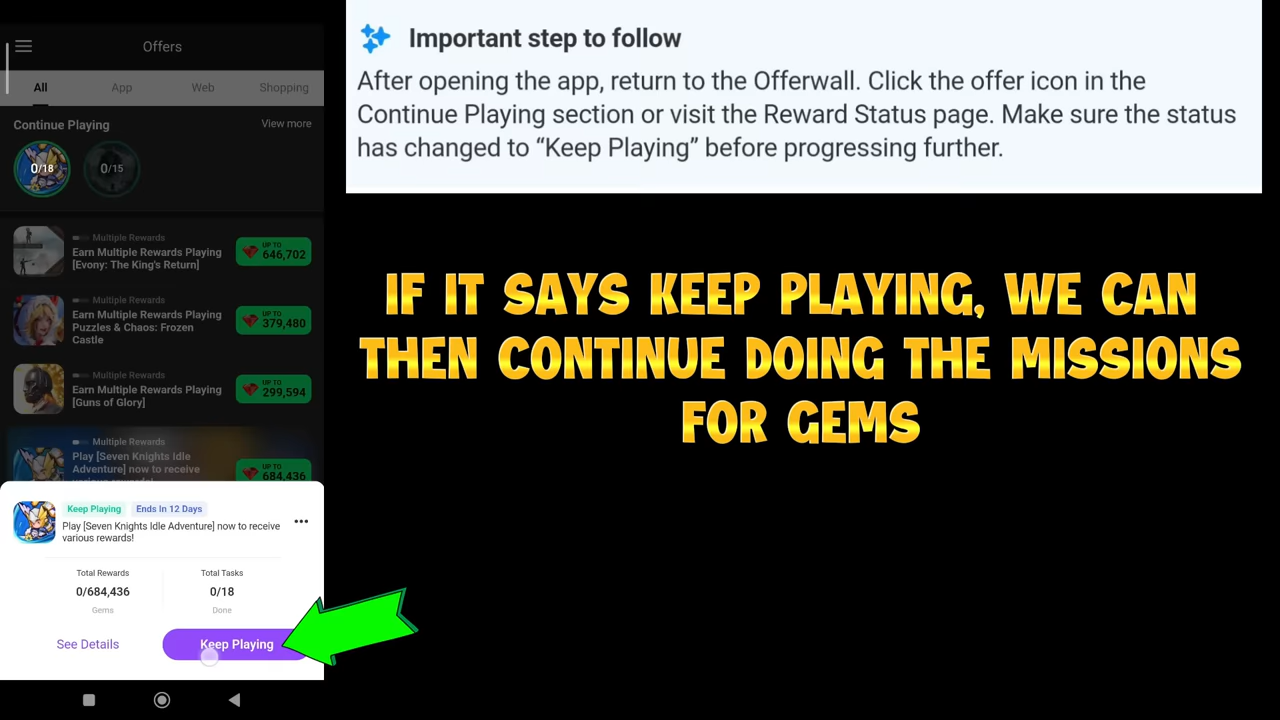 Offers
All
App
Web
Shopping
Continue Playing
View more
0/18
0/15
Multiple Rewards
Earn Multiple Rewards Playing
[Evony: The King's Return]
UP TO
646,702
Multiple Rewards
Earn Multiple Rewards Playing
Puzzles & Chaos: Frozen
Castle
UP TO
379,480
Multiple Rewards
Earn Multiple Rewards Playing
[Guns of Glory]
UP TO
299,594
Multiple Rewards
Play [Seven Knights Idle
Adventure] now to receive
various rewards!
UP TO
684,436
Keep Playing
Ends In 12 Days
Play [Seven Knights Idle Adventure] now to receive
various rewards!
Total Rewards
0/684,436
Gems
Total Tasks
0/18
Done
See Details
Keep Playing
Important step to follow
After opening the app, return to the Offerwall. Click the offer icon in the
Continue Playing section or visit the Reward Status page. Make sure the status
has changed to “Keep Playing” before progressing further.
IF IT SAYS KEEP PLAYING, WE CAN
THEN CONTINUE DOING THE MISSIONS
FOR GEMS